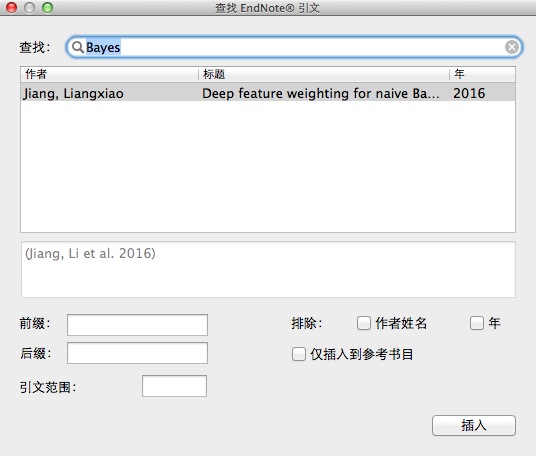 查找 EndNote® 引文
查找： Bayes
作者 标题 年
Jiang, Liangxiao Deep feature weighting for naive Ba... 2016
(Jiang, Li et al. 2016)
前缀： 排除： 作者姓名 年
后缀： 仅插入到参考书目
引文范围：
插入